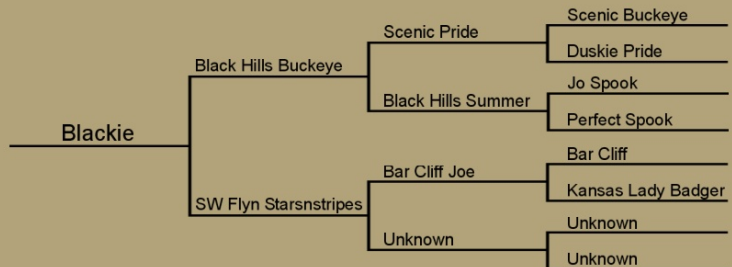 Scenic Buckeye
Scenic Pride
Duskie Pride
Black Hills Buckeye
Jo Spook
Black Hills Summer
Perfect Spook
Blackie
Bar Cliff
Bar Cliff Joe
Kansas Lady Badger
SW Flyn Starsnstripes
Unknown
Unknown
Unknown